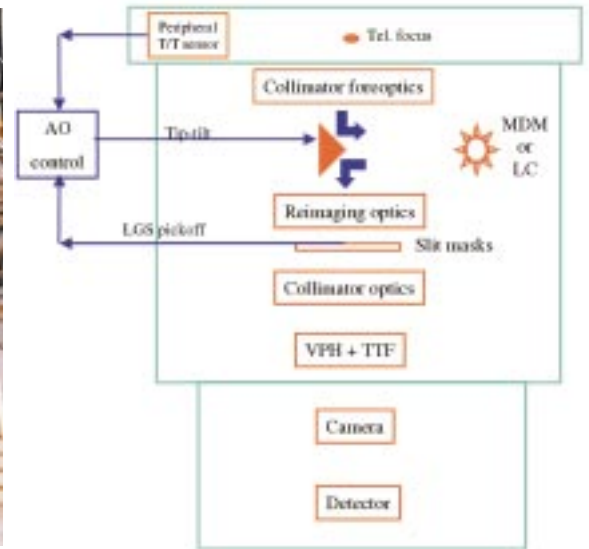 Peripheral
T/T sensor
Tel. focus
Collimator foreoptics
AO
control
Tip-tilt
MDM
or
LC
Reimaging optics
LGS pickoff
Slit masks
Collimator optics
VPH + TTF
Camera
Detector